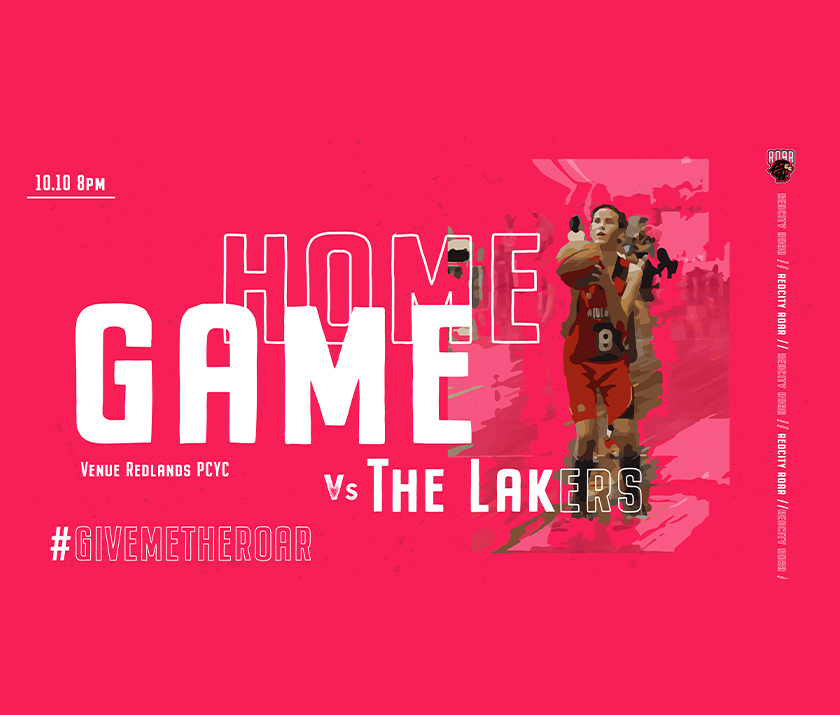 10.10 8PM
ROAR
HOME
GAME
8
VENUE REDLANDS PCYC
VS THE LAKERS
#GIVEMETHEROAR
REDCITY ROAR // REDCITY ROAR // REDCITY ROAR // REDCITY ROAR // REDCITY ROAR /